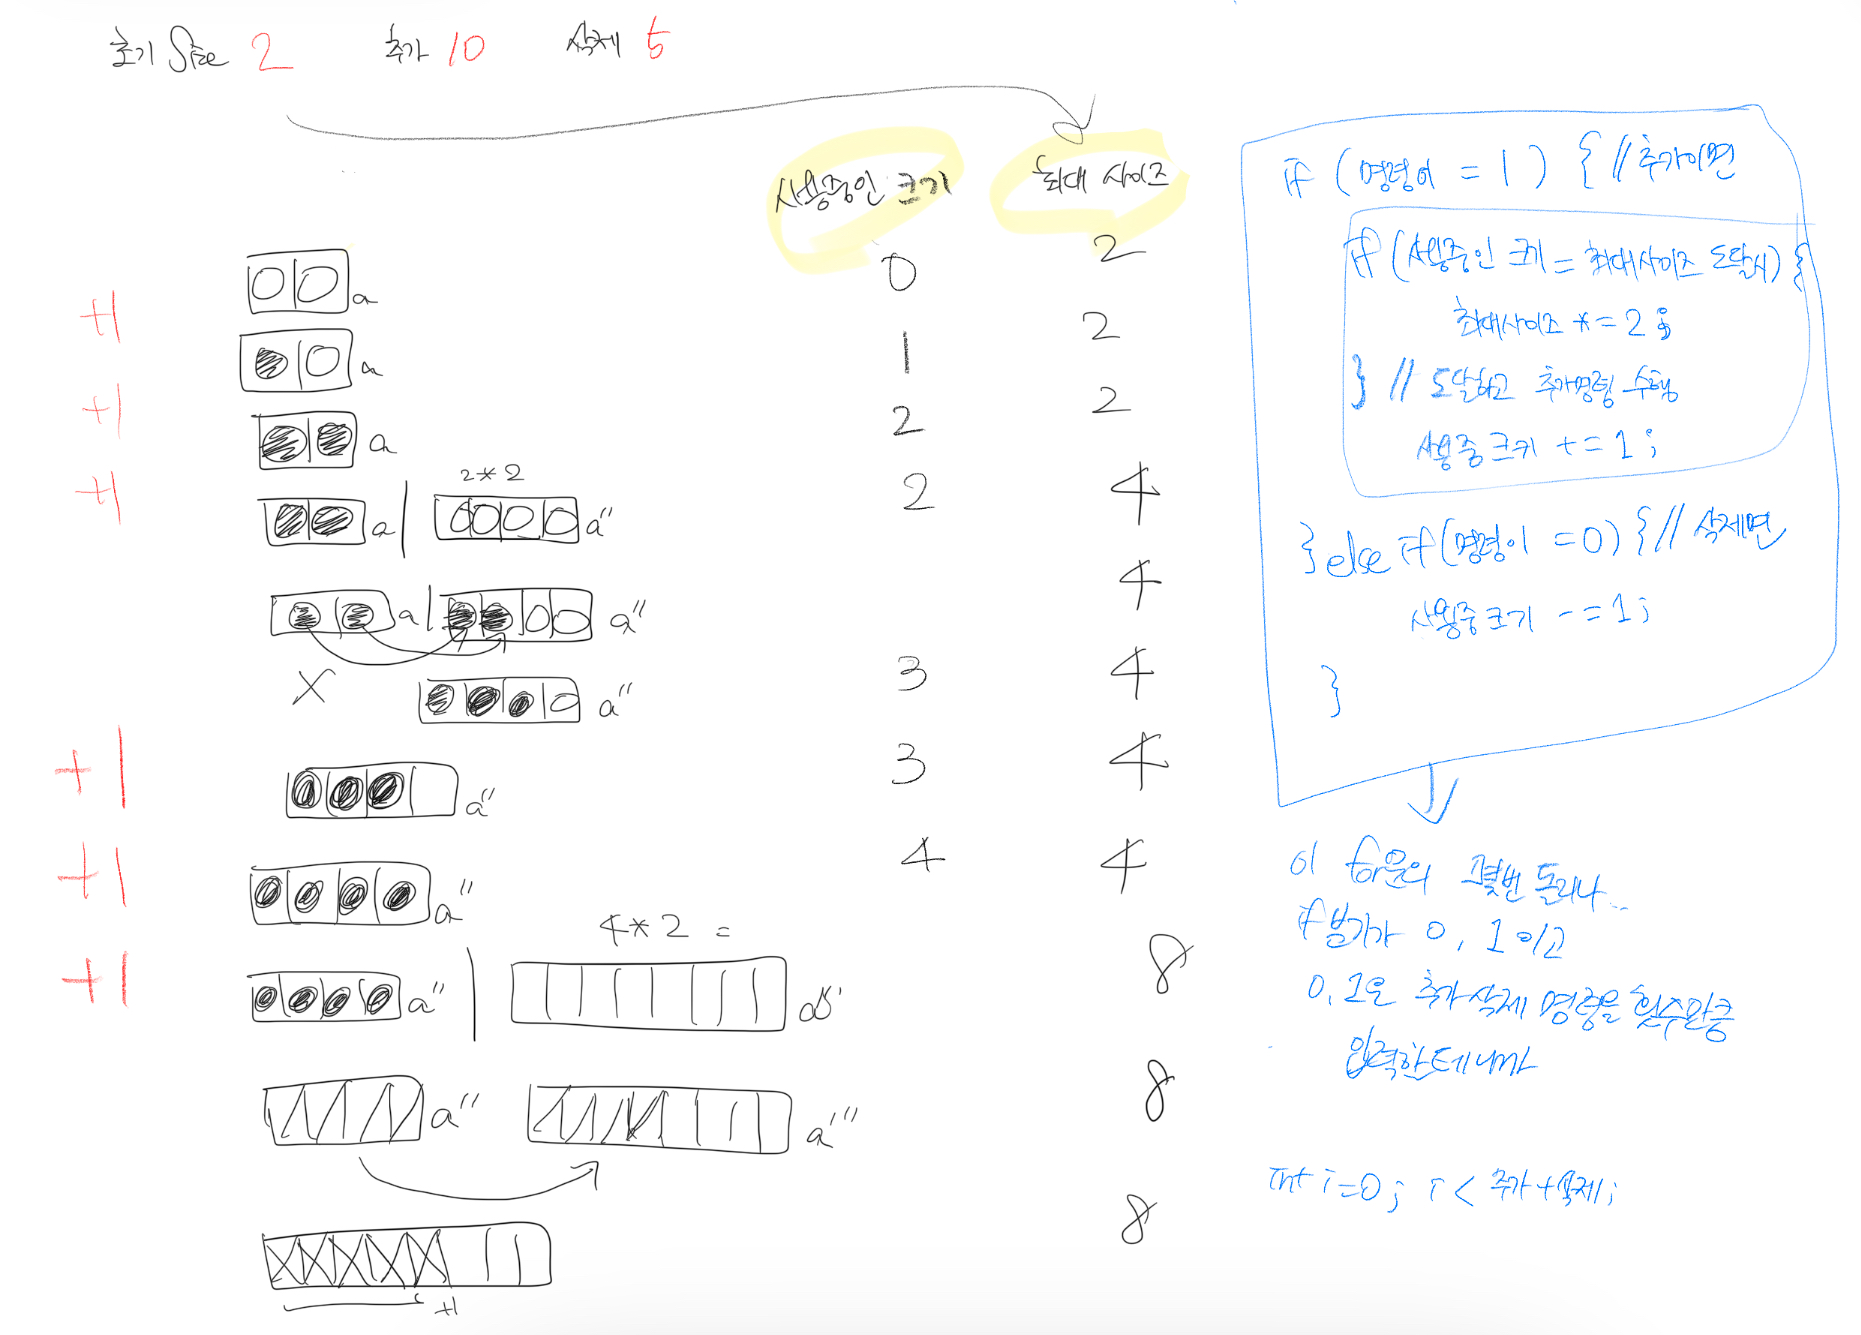 초기 Size 2 추가 10 삭제 5
사용중인 크기 최대 사이즈
a 0 2
+1 a 1 2
+1 a 2 2
2*2
+1 a a'' 2 4
a a'' 4
X a'' 3 4
+1 a'' 3 4
+1 a'' 4 4
4*2=
+1 a'' 8
a'' a''' 8
8
+1
if (명령어 = 1) { // 추가이면
if (사용중인 크기 = 최대사이즈 도달시) {
최대사이즈 *= 2;
} // 도달하고 추가명령 수행
사용중크기 += 1;
} else if (명령이 = 0) { // 삭제면
사용중크기 -= 1;
}
이 for문의 몇번 돌리나..
if 분기가 0, 1 이고
0, 1은 추가 삭제 명령을 횟수만큼
입력할테니까
int i=0; i < 추가+삭제;